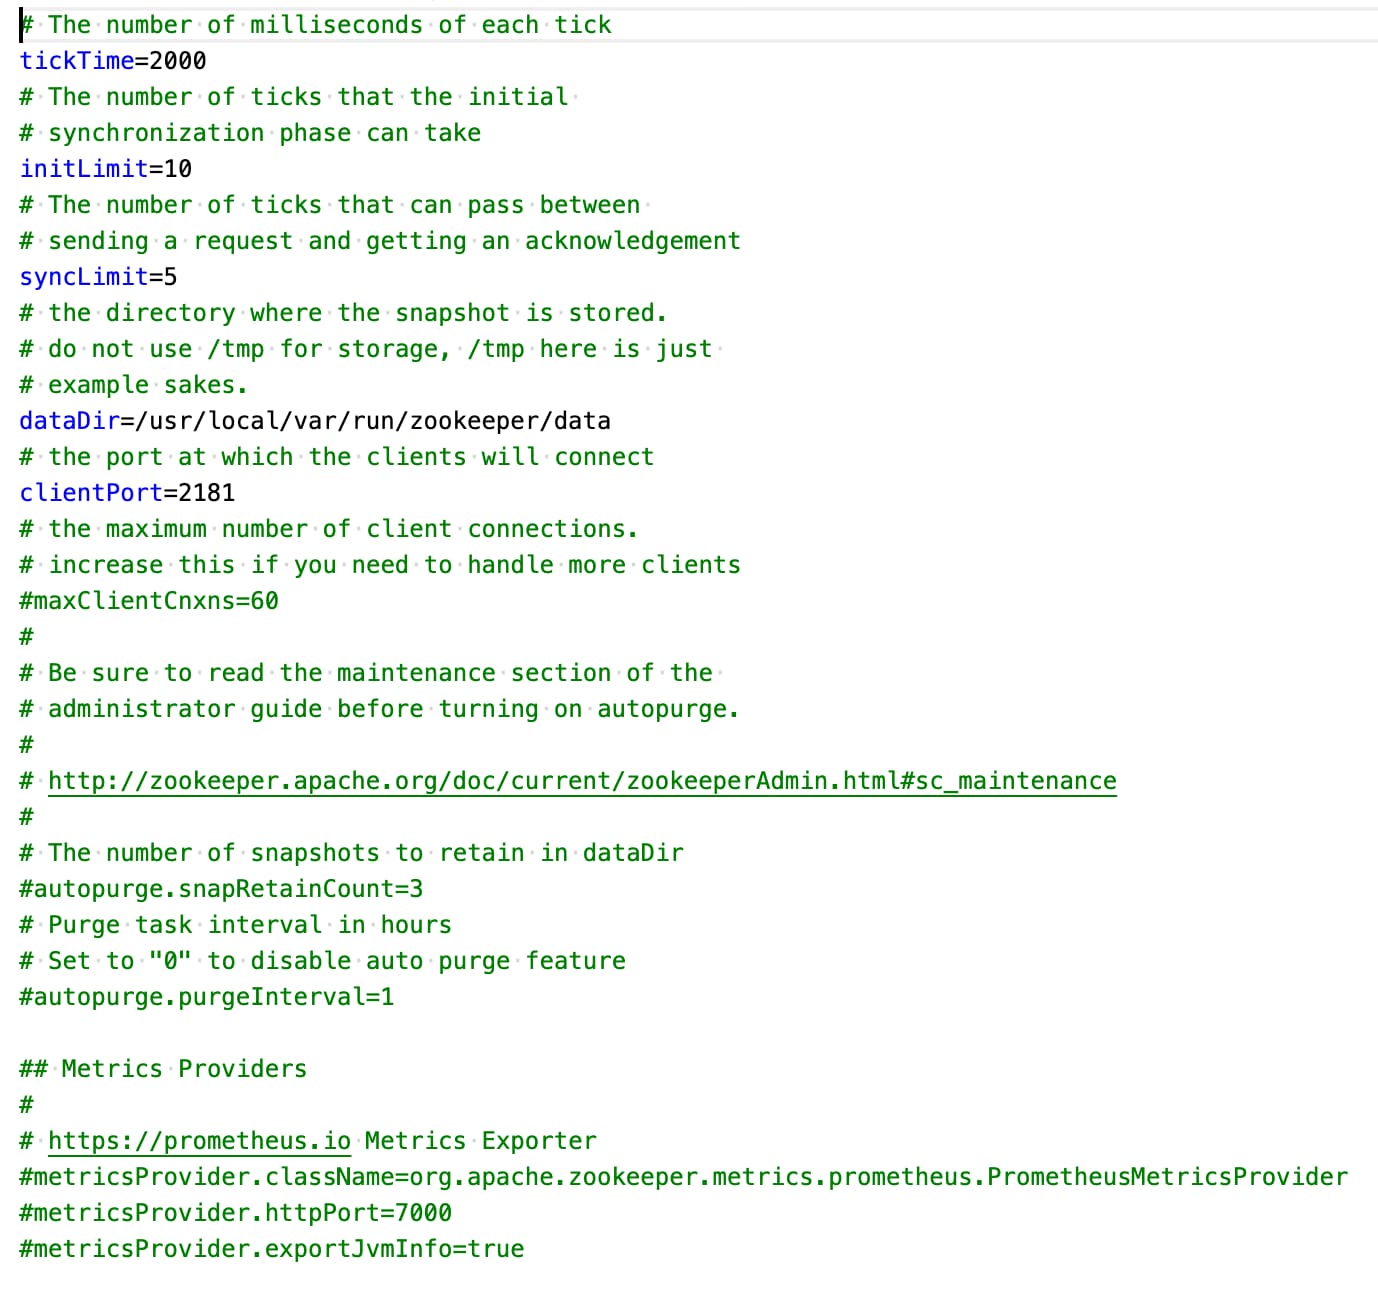 # The number of milliseconds of each tick
tickTime=2000
# The number of ticks that the initial
# synchronization phase can take
initLimit=10
# The number of ticks that can pass between
# sending a request and getting an acknowledgement
syncLimit=5
# the directory where the snapshot is stored.
# do not use /tmp for storage, /tmp here is just
# example sakes.
dataDir=/usr/local/var/run/zookeeper/data
# the port at which the clients will connect
clientPort=2181
# the maximum number of client connections.
# increase this if you need to handle more clients
#maxClientCnxns=60
#
# Be sure to read the maintenance section of the
# administrator guide before turning on autopurge.
#
# http://zookeeper.apache.org/doc/current/zookeeperAdmin.html#sc_maintenance
#
# The number of snapshots to retain in dataDir
#autopurge.snapRetainCount=3
# Purge task interval in hours
# Set to "0" to disable auto purge feature
#autopurge.purgeInterval=1

## Metrics Providers
#
# https://prometheus.io Metrics Exporter
#metricsProvider.className=org.apache.zookeeper.metrics.prometheus.PrometheusMetricsProvider
#metricsProvider.httpPort=7000
#metricsProvider.exportJvmInfo=true